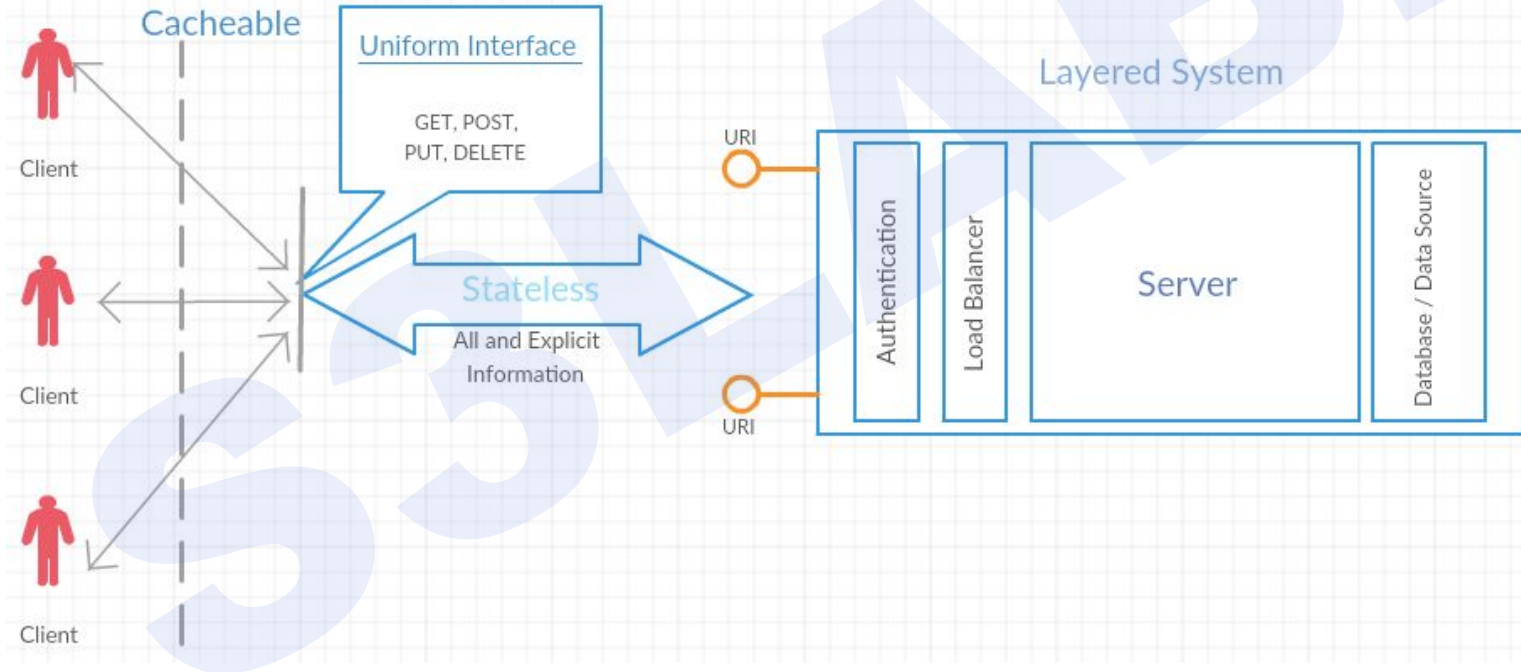 Cacheable
Uniform Interface
GET, POST,
PUT, DELETE
Layered System
Client
Client
Client
Stateless
All and Explicit
Information
URI
URI
Authentication
Load Balancer
Server
Database / Data Source
S3LAB